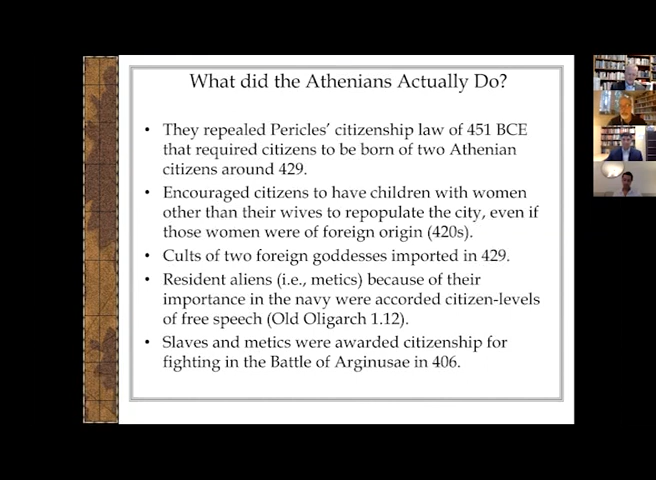 What did the Athenians Actually Do?
• They repealed Pericles' citizenship law of 451 BCE
that required citizens to be born of two Athenian
citizens around 429.
• Encouraged citizens to have children with women
other than their wives to repopulate the city, even if
those women were of foreign origin (420s).
• Cults of two foreign goddesses imported in 429.
• Resident aliens (i.e., metics) because of their
importance in the navy were accorded citizen-levels
of free speech (Old Oligarch 1.12).
• Slaves and metics were awarded citizenship for
fighting in the Battle of Arginusae in 406.